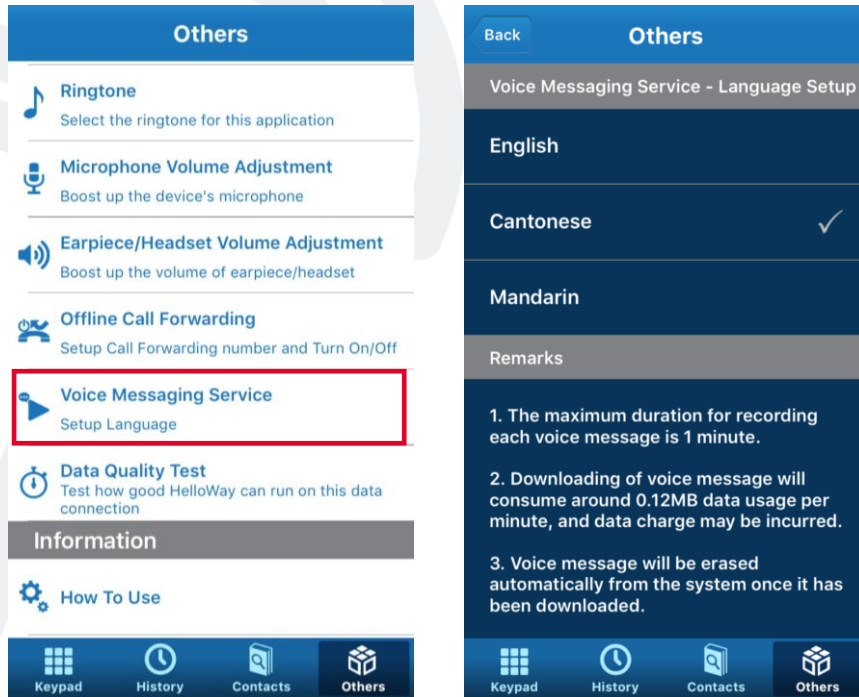 Others
Ringtone
Select the ringtone for this application
Microphone Volume Adjustment
Boost up the device's microphone
Earpiece/Headset Volume Adjustment
Boost up the volume of earpiece/headset
Offline Call Forwarding
Setup Call Forwarding number and Turn On/Off
Voice Messaging Service
Setup Language
Data Quality Test
Test how good HelloWay can run on this data
connection
Information
How To Use
Keypad
History
Contacts
Others
Back
Others
Voice Messaging Service - Language Setup
English
Cantonese
Mandarin
Remarks
1. The maximum duration for recording
each voice message is 1 minute.
2. Downloading of voice message will
consume around 0.12MB data usage per
minute, and data charge may be incurred.
3. Voice message will be erased
automatically from the system once it has
been downloaded.
Keypad
History
Contacts
Others